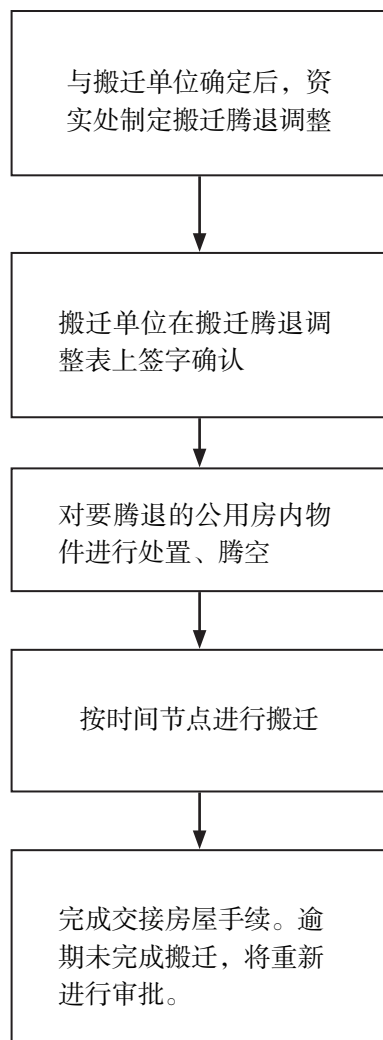 与搬迁单位确定后，资
实处制定搬迁腾退调整
搬迁单位在搬迁腾退调
整表上签字确认
对要腾退的公用房内物
件进行处置、腾空
按时间节点进行搬迁
完成交接房屋手续。逾
期未完成搬迁，将重新
进行审批。